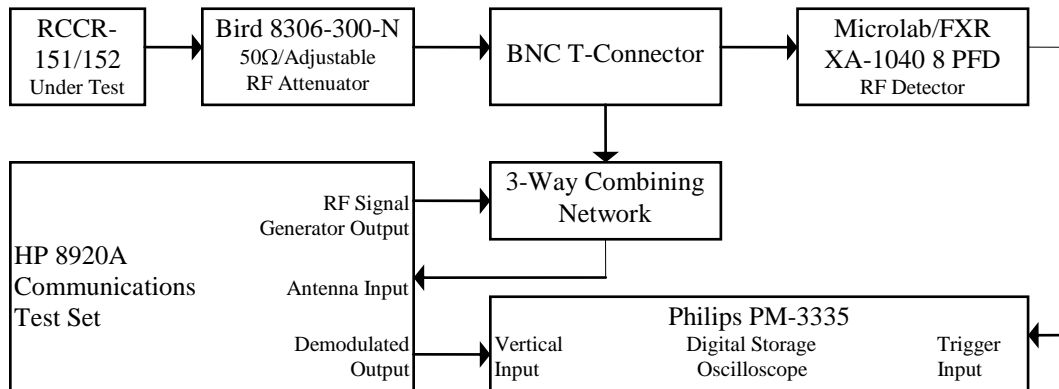 RCCR-
151/152
Under Test
Bird 8306-300-N
50Ω/Adjustable
RF Attenuator
BNC T-Connector
Microlab/FXR
XA-1040 8 PFD
RF Detector
3-Way Combining
Network
HP 8920A
Communications
Test Set
RF Signal
Generator Output
Antenna Input
Demodulated
Output
Vertical
Input
Philips PM-3335
Digital Storage
Oscilloscope
Trigger
Input